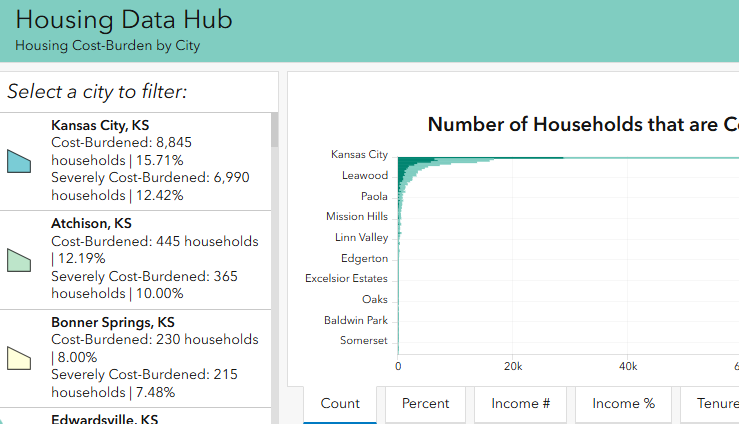 Housing Data Hub
Housing Cost-Burden by City
Select a city to filter:
Kansas City, KS
Cost-Burdened: 8,845
households | 15.71%
Severely Cost-Burdened: 6,990
households | 12.42%
Atchison, KS
Cost-Burdened: 445 households
| 12.19%
Severely Cost-Burdened: 365
households | 10.00%
Bonner Springs, KS
Cost-Burdened: 230 households
| 8.00%
Severely Cost-Burdened: 215
households | 7.48%
Edwardsville, KS
Number of Households that are C
Kansas City
Leawood
Paola
Mission Hills
Linn Valley
Edgerton
Excelsior Estates
Oaks
Baldwin Park
Somerset
0 20k 40k 6
Count Percent Income # Income % Tenure